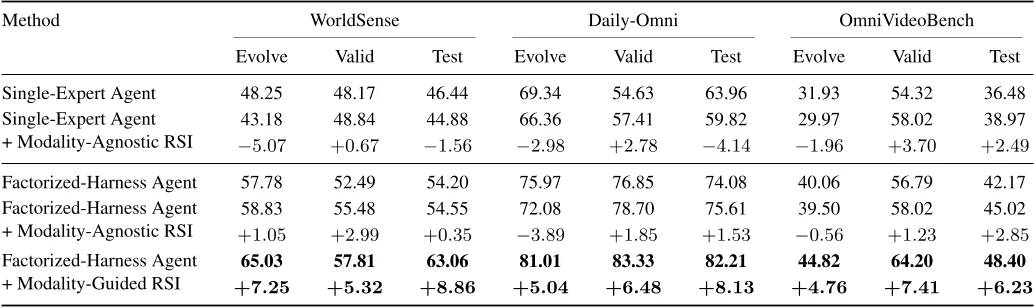 Method WorldSense Daily-Omni OmniVideoBench
Evolve Valid Test Evolve Valid Test Evolve Valid Test
Single-Expert Agent 48.25 48.17 46.44 69.34 54.63 63.96 31.93 54.32 36.48
Single-Expert Agent 43.18 48.84 44.88 66.36 57.41 59.82 29.97 58.02 38.97
+ Modality-Agnostic RSI −5.07 +0.67 −1.56 −2.98 +2.78 −4.14 −1.96 +3.70 +2.49
Factorized-Harness Agent 57.78 52.49 54.20 75.97 76.85 74.08 40.06 56.79 42.17
Factorized-Harness Agent 58.83 55.48 54.55 72.08 78.70 75.61 39.50 58.02 45.02
+ Modality-Agnostic RSI +1.05 +2.99 +0.35 −3.89 +1.85 +1.53 −0.56 +1.23 +2.85
Factorized-Harness Agent 65.03 57.81 63.06 81.01 83.33 82.21 44.82 64.20 48.40
+ Modality-Guided RSI +7.25 +5.32 +8.86 +5.04 +6.48 +8.13 +4.76 +7.41 +6.23